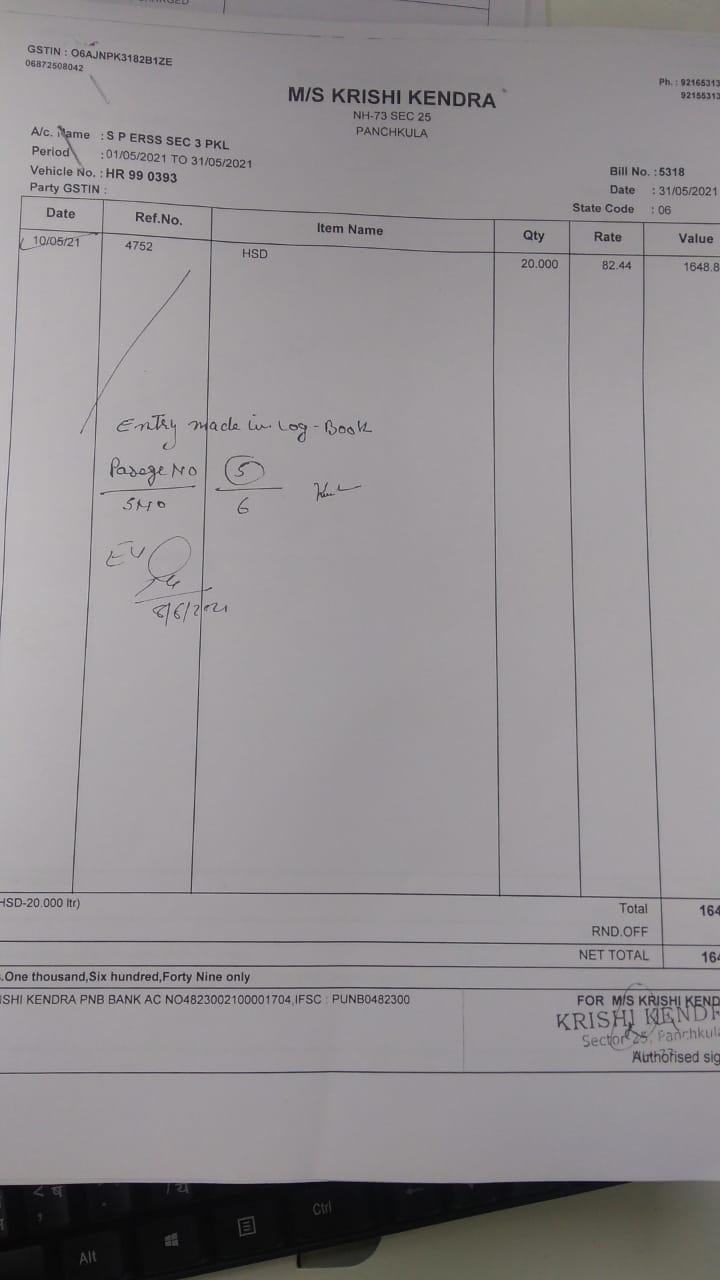 GSTIN : O6AJNPK3182B1ZE
06872508042
Ph. : 92165313
92155313
M/S KRISHI KENDRA
NH-73 SEC 25
PANCHKULA
A/c. Name : S P ERSS SEC 3 PKL
Period : 01/05/2021 TO 31/05/2021
Vehicle No. : HR 99 0393
Party GSTIN :
Bill No. : 5318
Date : 31/05/2021
State Code : 06
Date Ref.No. Item Name Qty Rate Value
10/05/21 4752 HSD 20.000 82.44 1648.8
Entry made in Log-Book
Passage No 5
6
8/6/2021
HSD-20.000 ltr)
Total 164
RND.OFF
NET TOTAL 164
s.One thousand,Six hundred,Forty Nine only
ISHI KENDRA PNB BANK AC NO4823002100001704,IFSC : PUNB0482300
FOR M/S KRISHI KEND
KRISHI KENDR
Sector 25, Panchkula
Authorised sig
Ctrl
Alt